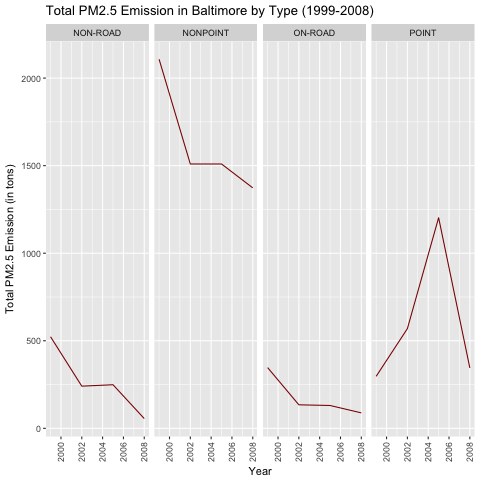 Total PM2.5 Emission in Baltimore by Type (1999-2008)
NON-ROAD NONPOINT ON-ROAD POINT
2000
1500
1000
500
0
Total PM2.5 Emission (in tons)
2000 2002 2004 2006 2008 2000 2002 2004 2006 2008 2000 2002 2004 2006 2008 2000 2002 2004 2006 2008
Year